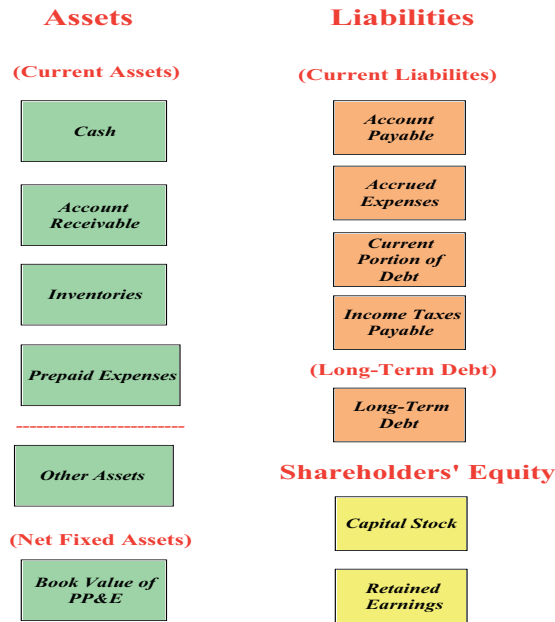 Assets
(Current Assets)
Cash
Account
Receivable
Inventories
Prepaid Expenses
-------------------------
Other Assets
(Net Fixed Assets)
Book Value of
PP&E
Liabilities
(Current Liabilites)
Account
Payable
Accrued
Expenses
Current
Portion of
Debt
Income Taxes
Payable
(Long-Term Debt)
Long-Term
Debt
Shareholders' Equity
Capital Stock
Retained
Earnings